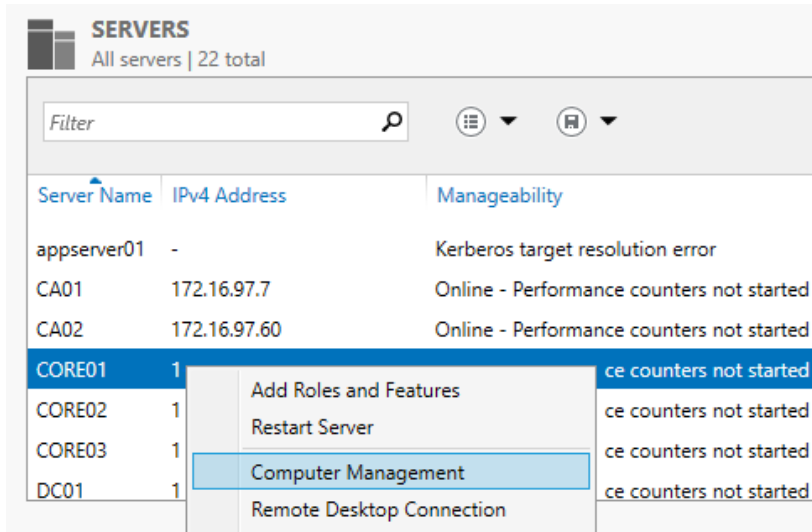 SERVERS
All servers | 22 total
Filter
Server Name IPv4 Address Manageability
appserver01 - Kerberos target resolution error
CA01 172.16.97.7 Online - Performance counters not started
CA02 172.16.97.60 Online - Performance counters not started
CORE01 1 ce counters not started
Add Roles and Features
CORE02 1 ce counters not started
Restart Server
CORE03 1 ce counters not started
Computer Management
DC01 1 ce counters not started
Remote Desktop Connection